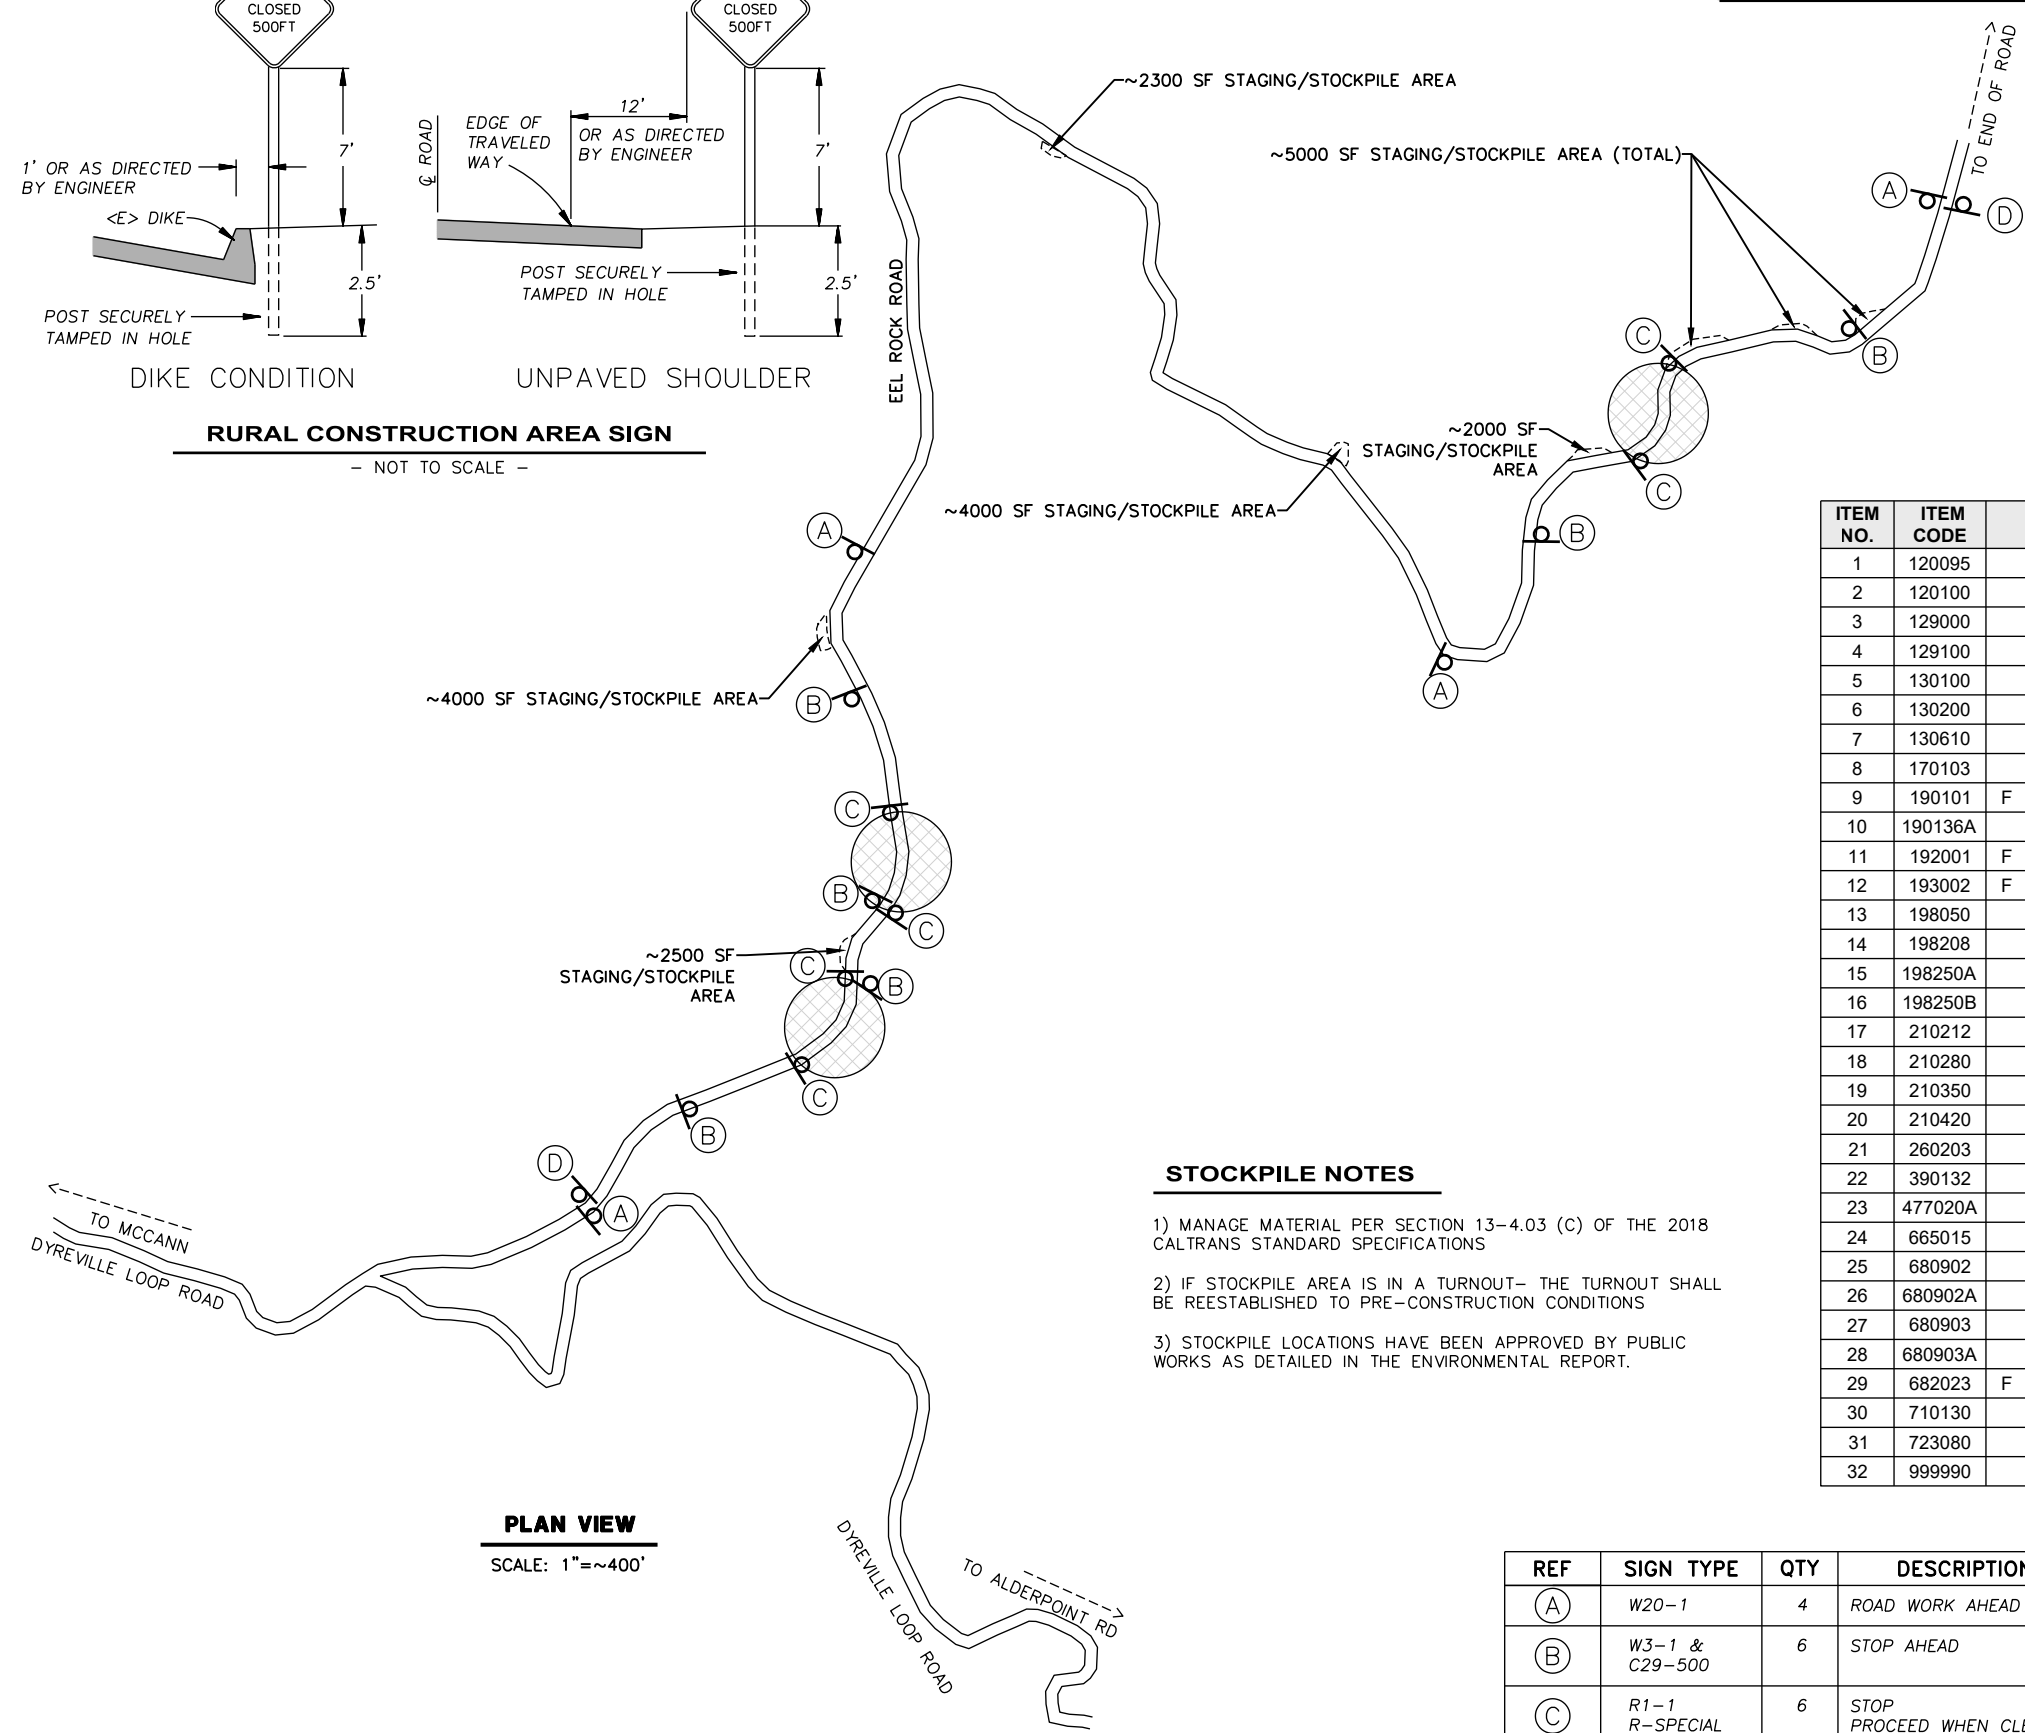 CLOSED
500FT
CLOSED
500FT
7'
1' OR AS DIRECTED
BY ENGINEER
<E> DIKE
2.5'
POST SECURELY
TAMPED IN HOLE
DIKE CONDITION
℄ ROAD
EDGE OF
TRAVELED
WAY
12'
OR AS DIRECTED
BY ENGINEER
7'
POST SECURELY
TAMPED IN HOLE
2.5'
UNPAVED SHOULDER
RURAL CONSTRUCTION AREA SIGN
- NOT TO SCALE -
~2300 SF STAGING/STOCKPILE AREA
~5000 SF STAGING/STOCKPILE AREA (TOTAL)
TO END OF ROAD
A
D
B
C
~2000 SF
STAGING/STOCKPILE
AREA
C
B
~4000 SF STAGING/STOCKPILE AREA
A
EEL ROCK ROAD
A
~4000 SF STAGING/STOCKPILE AREA
B
C
B
C
~2500 SF
STAGING/STOCKPILE
AREA
C
B
C
B
D
A
TO MCCANN
DYREVILLE LOOP ROAD
DYREVILLE LOOP ROAD
TO ALDERPOINT RD
PLAN VIEW
SCALE: 1"=~400'
STOCKPILE NOTES
1) MANAGE MATERIAL PER SECTION 13-4.03 (C) OF THE 2018
CALTRANS STANDARD SPECIFICATIONS
2) IF STOCKPILE AREA IS IN A TURNOUT- THE TURNOUT SHALL
BE REESTABLISHED TO PRE-CONSTRUCTION CONDITIONS
3) STOCKPILE LOCATIONS HAVE BEEN APPROVED BY PUBLIC
WORKS AS DETAILED IN THE ENVIRONMENTAL REPORT.
ITEM NO. ITEM CODE
1 120095
2 120100
3 129000
4 129100
5 130100
6 130200
7 130610
8 170103
9 190101 F
10 190136A
11 192001 F
12 193002 F
13 198050
14 198208
15 198250A
16 198250B
17 210212
18 210280
19 210350
20 210420
21 260203
22 390132
23 477020A
24 665015
25 680902
26 680902A
27 680903
28 680903A
29 682023 F
30 710130
31 723080
32 999990
REF SIGN TYPE QTY DESCRIPTION
A W20-1 4 ROAD WORK AHEAD
B W3-1 & C29-500 6 STOP AHEAD
C R1-1 R-SPECIAL 6 STOP
PROCEED WHEN